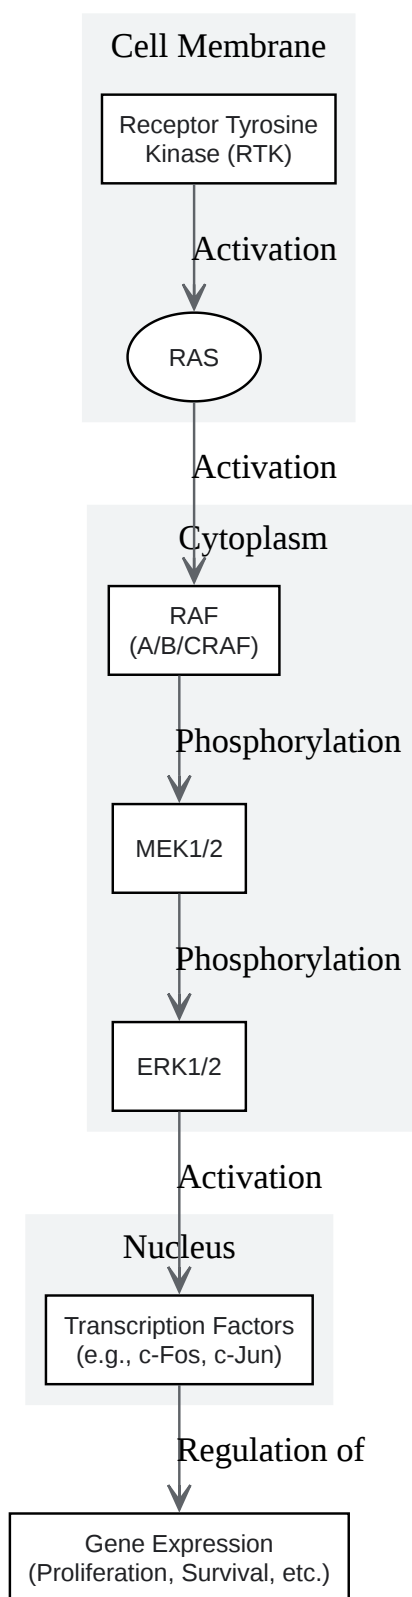 Cell Membrane
Receptor Tyrosine
Kinase (RTK)
Activation
RAS
Activation
Cytoplasm
RAF
(A/B/CRAF)
Phosphorylation
MEK1/2
Phosphorylation
ERK1/2
Activation
Nucleus
Transcription Factors
(e.g., c-Fos, c-Jun)
Regulation of
Gene Expression
(Proliferation, Survival, etc.)